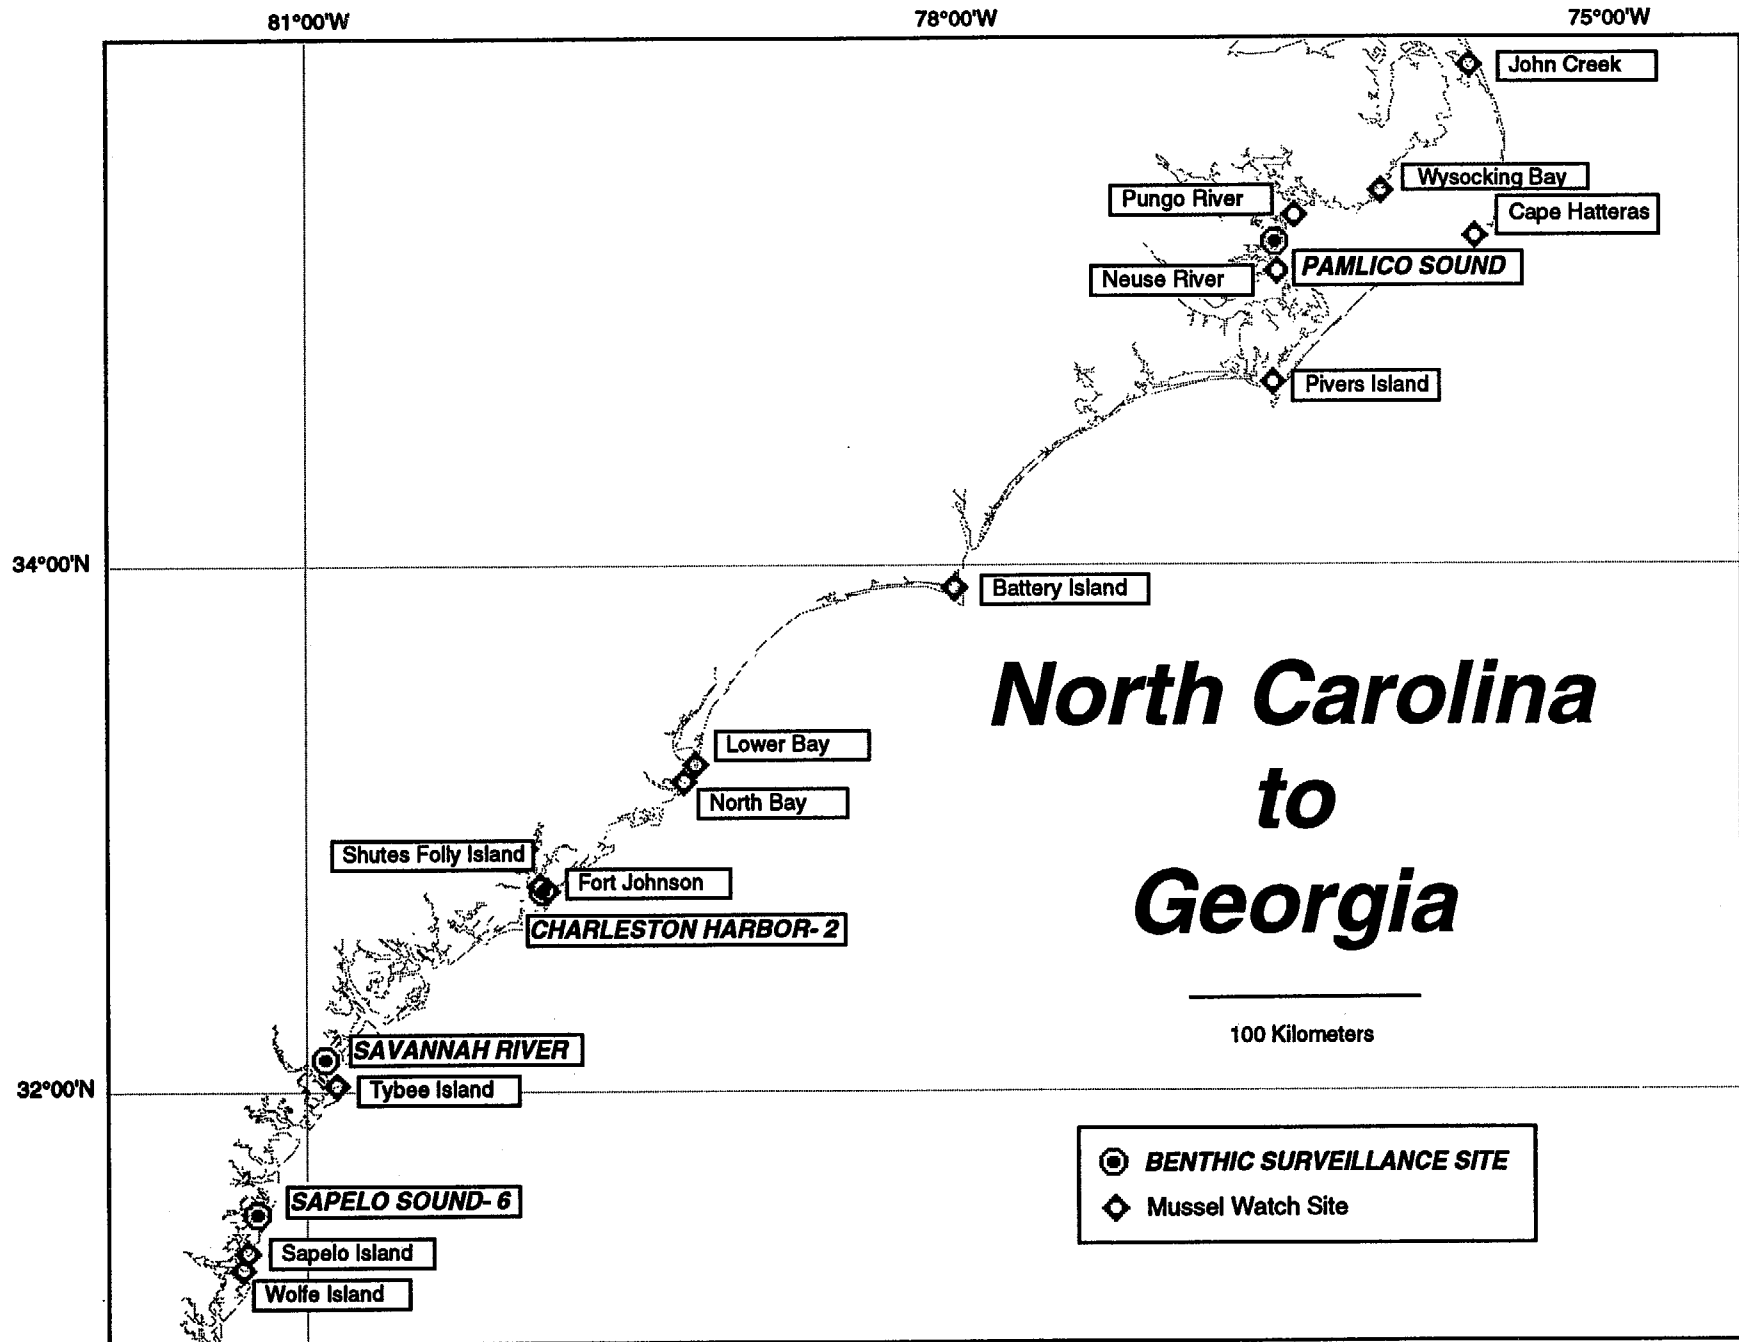 81°00'W
78°00'W
75°00'W
John Creek
Wysocking Bay
Pungo River
Cape Hatteras
PAMLICO SOUND
Neuse River
Pivers Island
34°00'N
Battery Island
North Carolina
to
Georgia
Lower Bay
North Bay
Shutes Folly Island
Fort Johnson
CHARLESTON HARBOR- 2
100 Kilometers
SAVANNAH RIVER
32°00'N
Tybee Island
BENTHIC SURVEILLANCE SITE
Mussel Watch Site
SAPELO SOUND- 6
Sapelo Island
Wolfe Island